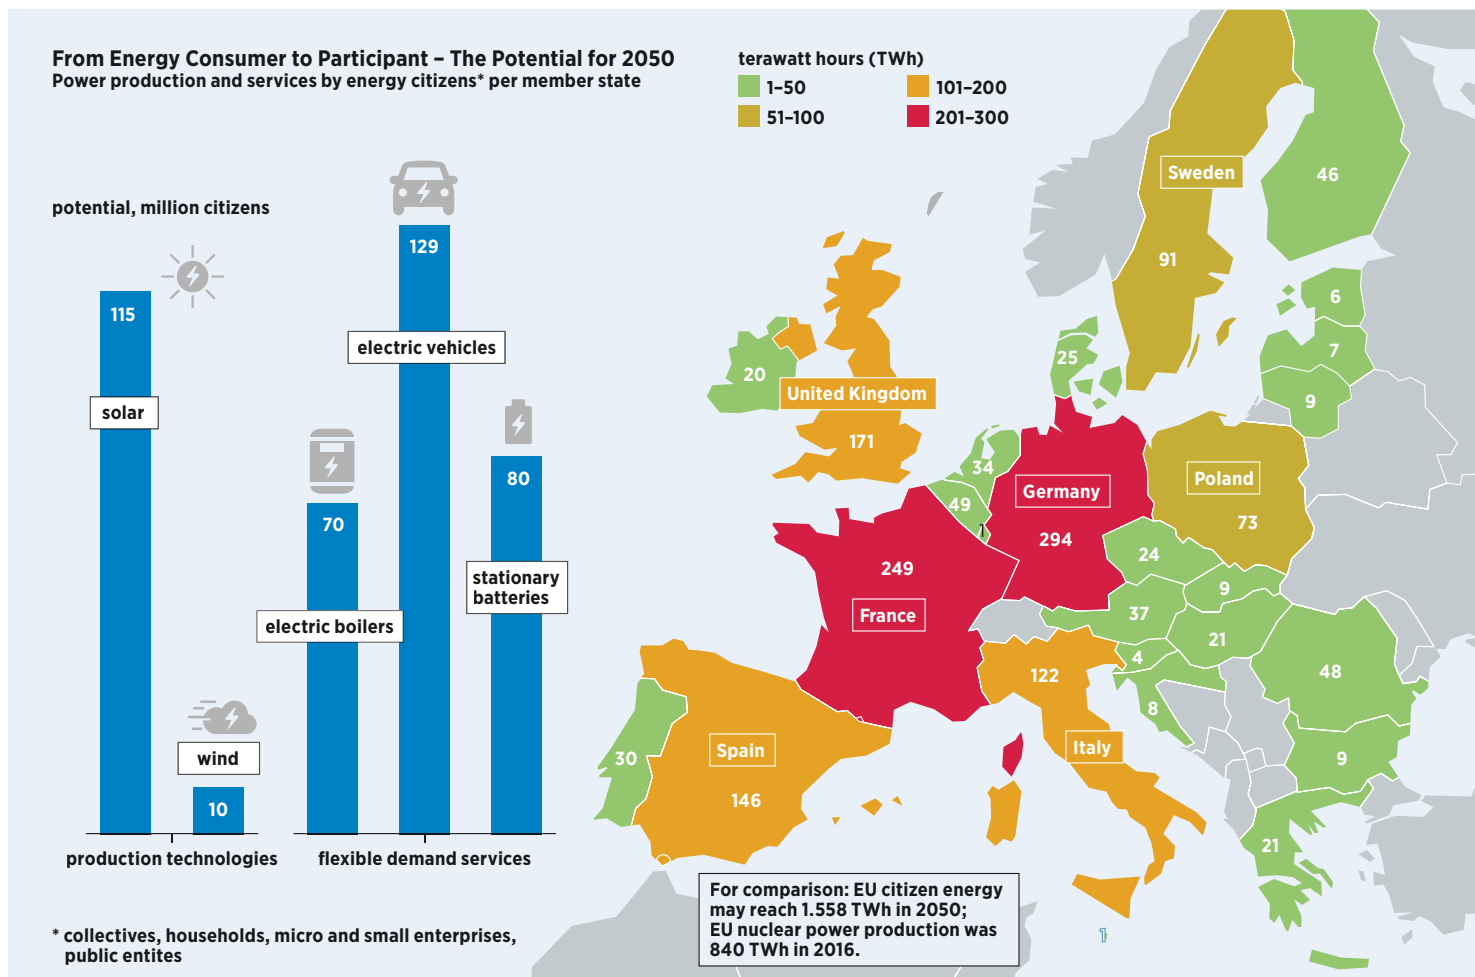 From Energy Consumer to Participant – The Potential for 2050
Power production and services by energy citizens* per member state
terawatt hours (TWh)
1–50
101–200
51–100
201–300
potential, million citizens
115
solar
wind
10
70
electric boilers
129
electric vehicles
80
stationary
batteries
production technologies
flexible demand services
* collectives, households, micro and small enterprises,
public entites
Sweden
91
46
6
7
9
25
20
United Kingdom
171
34
49
1
Germany
294
Poland
73
24
9
249
France
37
21
4
8
48
122
Italy
30
Spain
146
9
21
1
For comparison: EU citizen energy
may reach 1.558 TWh in 2050;
EU nuclear power production was
840 TWh in 2016.